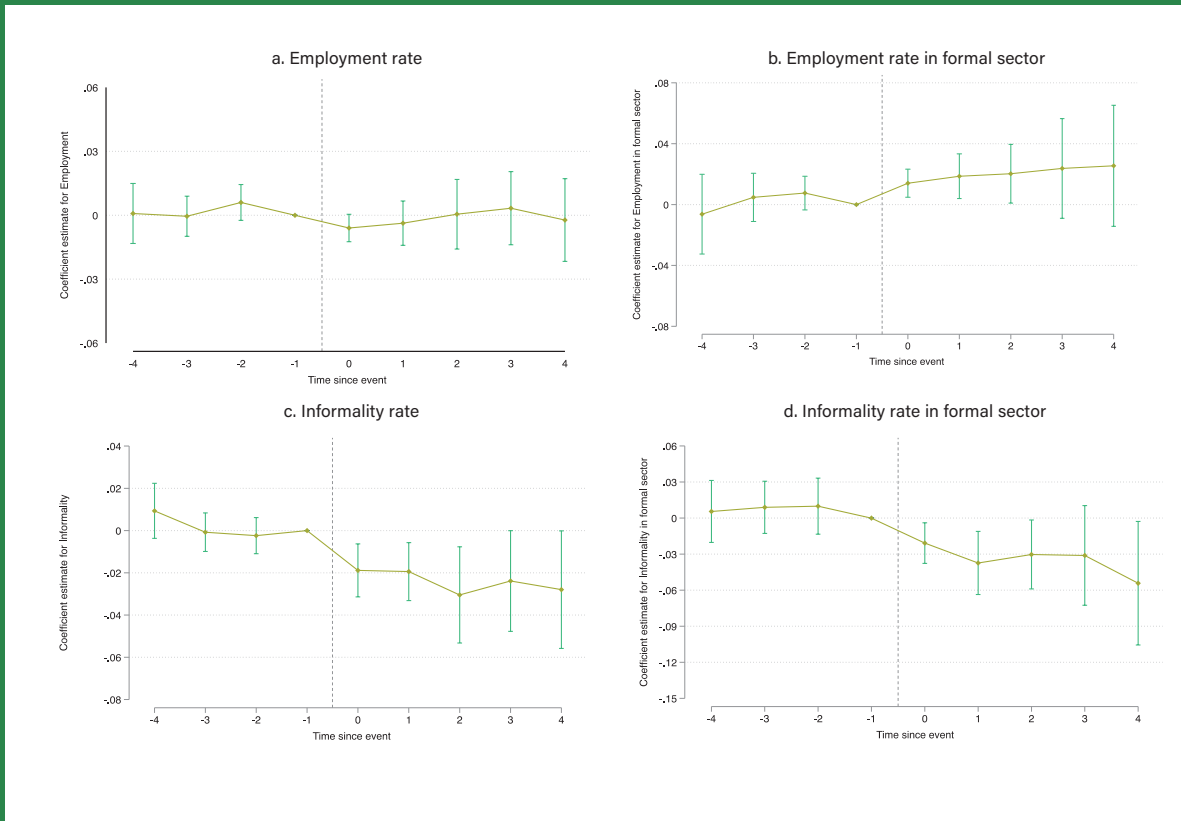 a. Employment rate
Coefficient estimate for Employment
.06
.03
0
-.03
-.06
-4 -3 -2 -1 0 1 2 3 4
Time since event
b. Employment rate in formal sector
Coefficient estimate for Employment in formal sector
.08
.04
0
-.04
-.08
-4 -3 -2 -1 0 1 2 3 4
Time since event
c. Informality rate
Coefficient estimate for Informality
.04
.02
0
-.02
-.04
-.06
-.08
-4 -3 -2 -1 0 1 2 3 4
Time since event
d. Informality rate in formal sector
Coefficient estimate for Informality in formal sector
.06
.03
0
-.03
-.06
-.09
-.12
-.15
-4 -3 -2 -1 0 1 2 3 4
Time since event